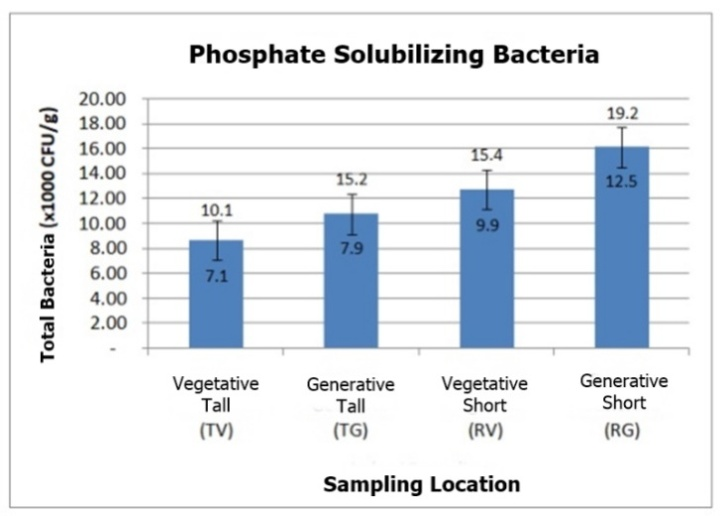 Phosphate Solubilizing Bacteria
Total Bacteria (x1000 CFU/g)
20.00
18.00
16.00
14.00
12.00
10.00
8.00
6.00
4.00
2.00
-
10.1
7.1
15.2
7.9
15.4
9.9
19.2
12.5
Vegetative
Tall
(TV)
Generative
Tall
(TG)
Vegetative
Short
(RV)
Generative
Short
(RG)
Sampling Location